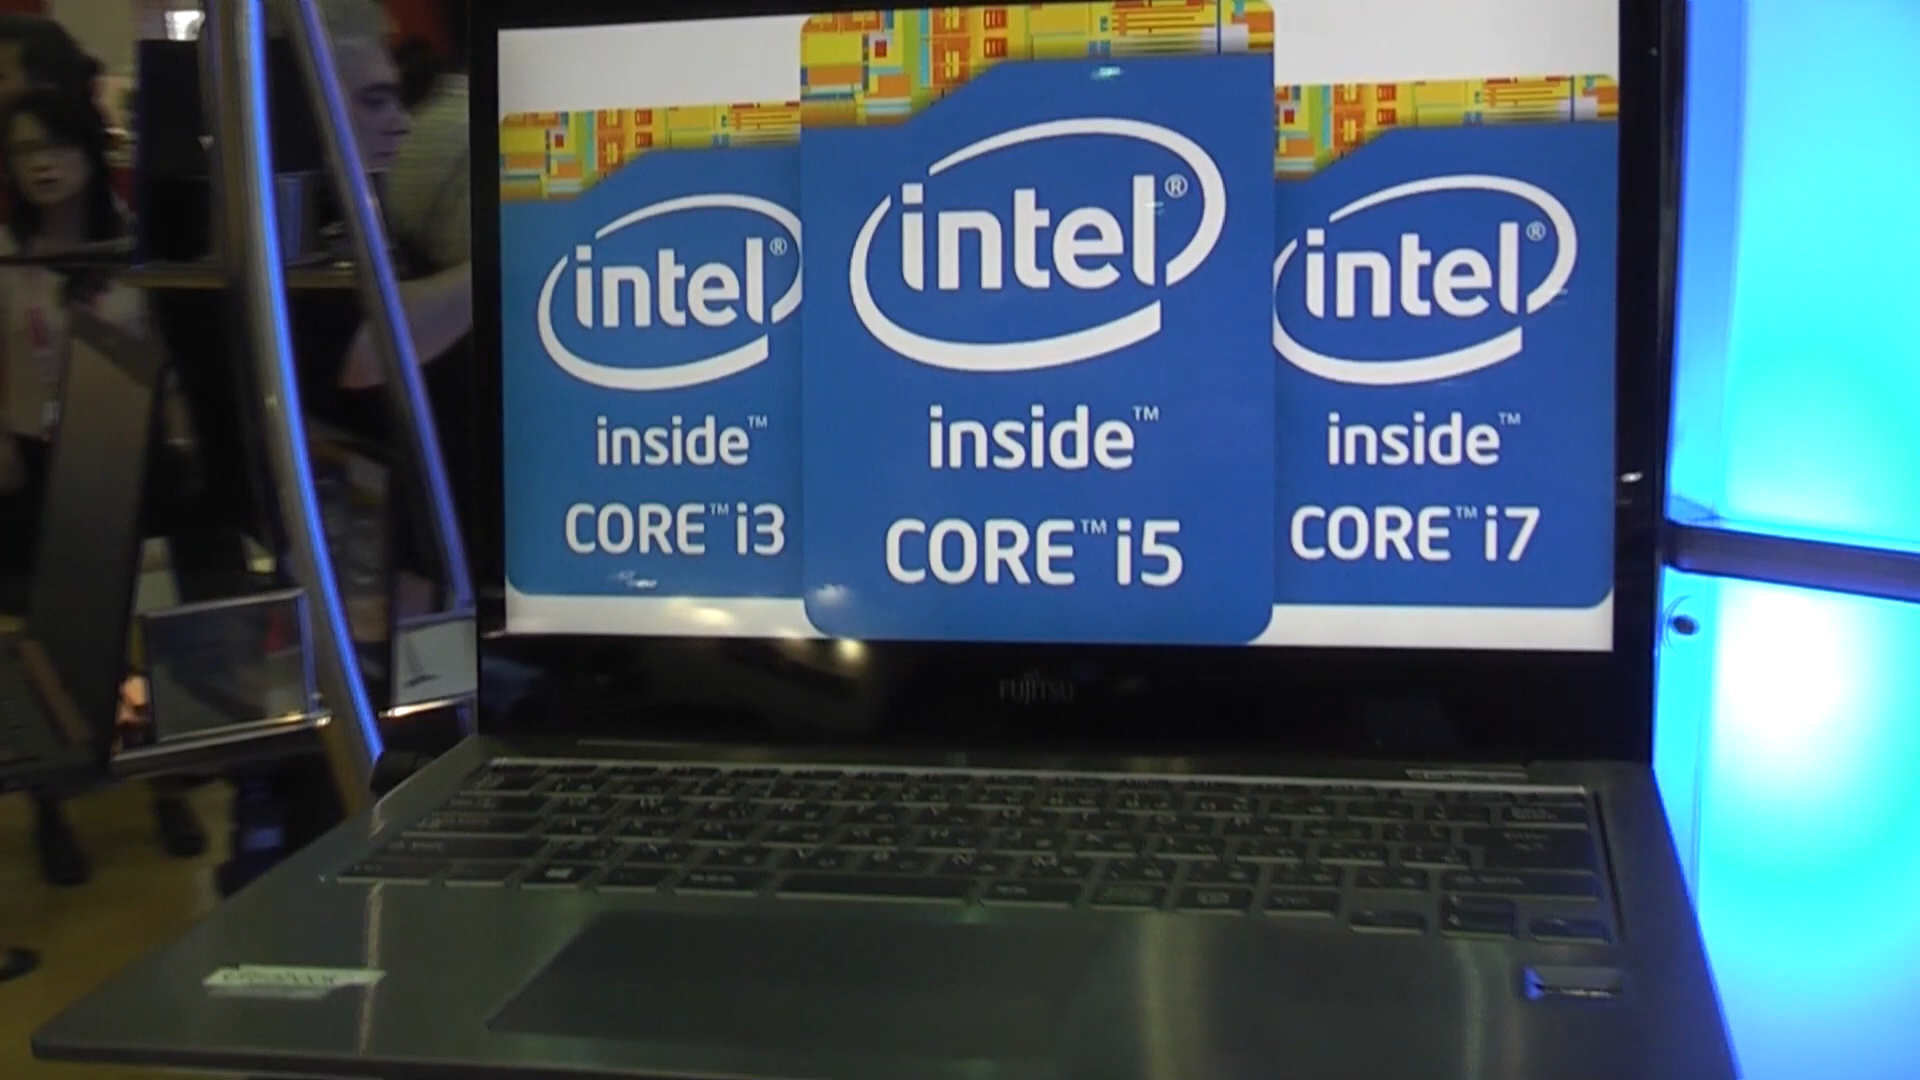 intel®
inside™
CORE™ i3
intel®
inside™
CORE™ i5
intel®
inside™
CORE™ i7
FUJITSU